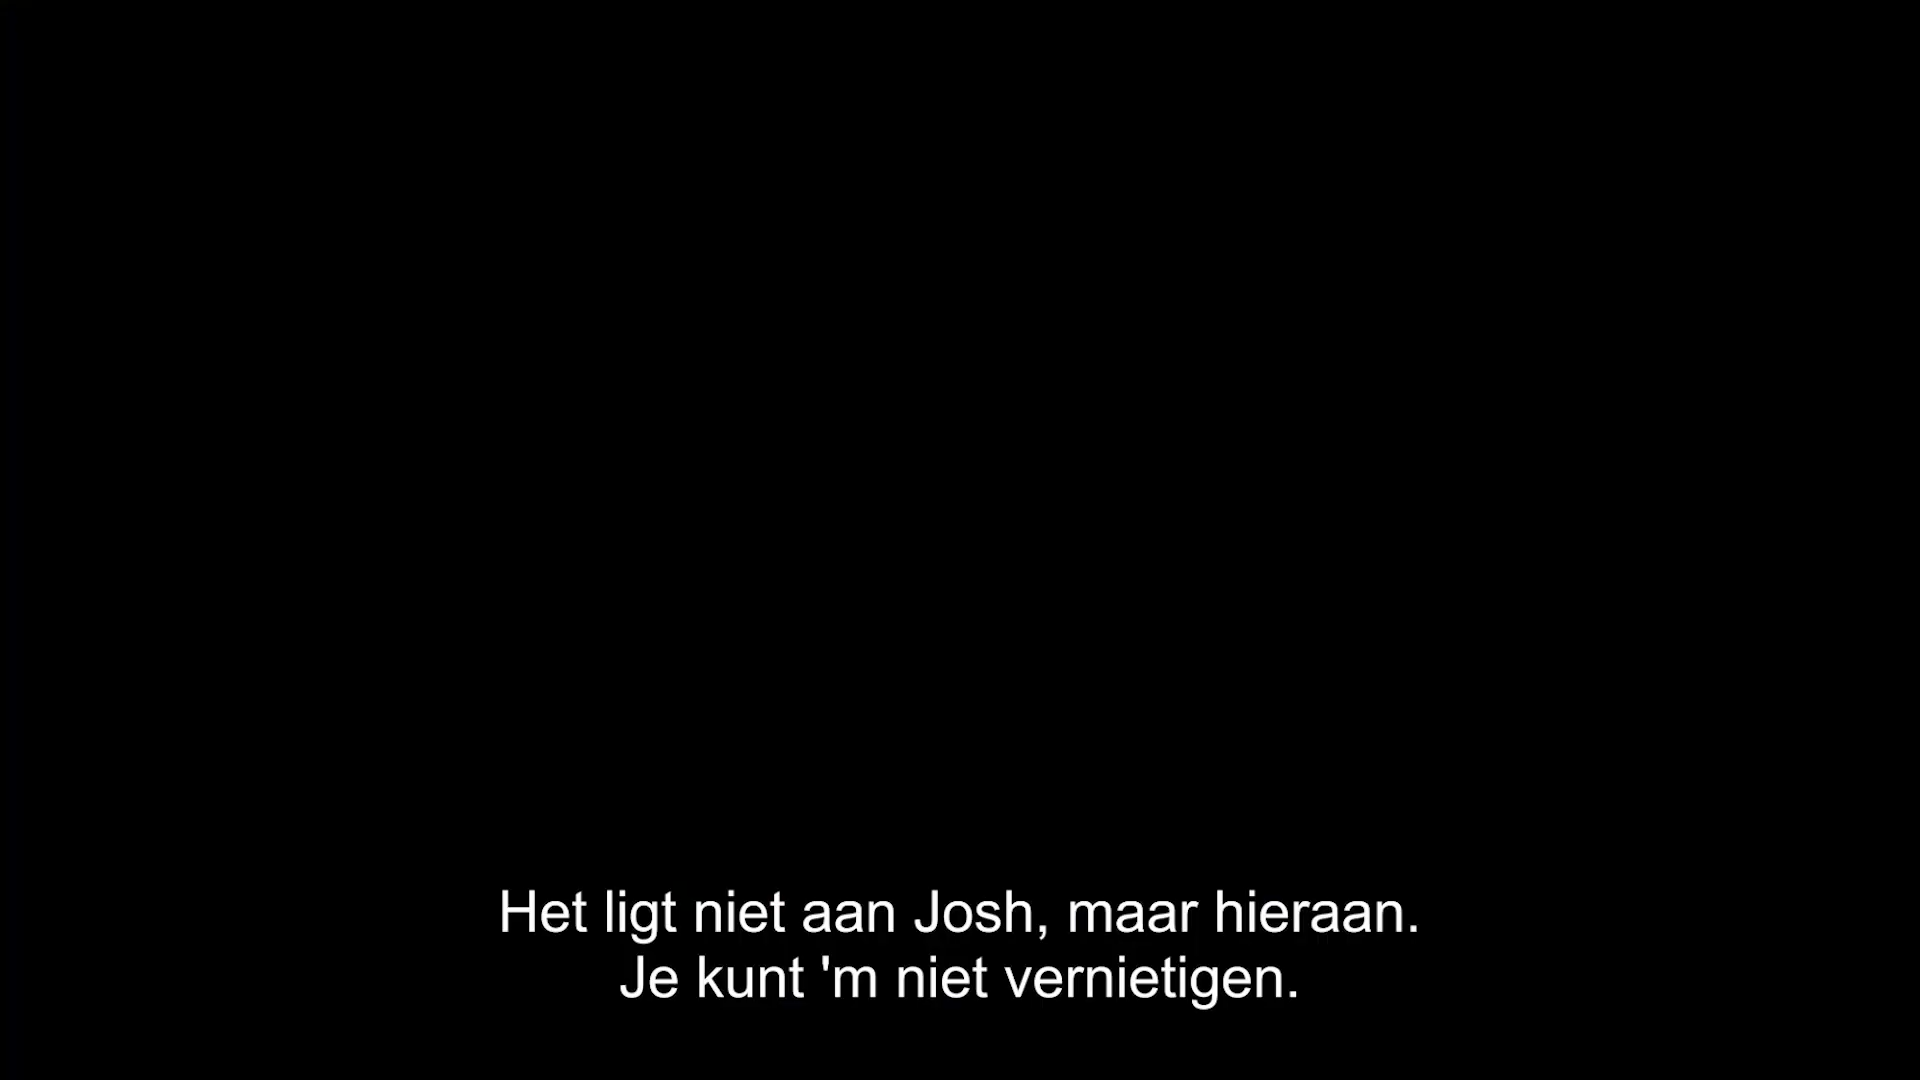 Het ligt niet aan Josh, maar hieraan.
Je kunt 'm niet vernietigen.